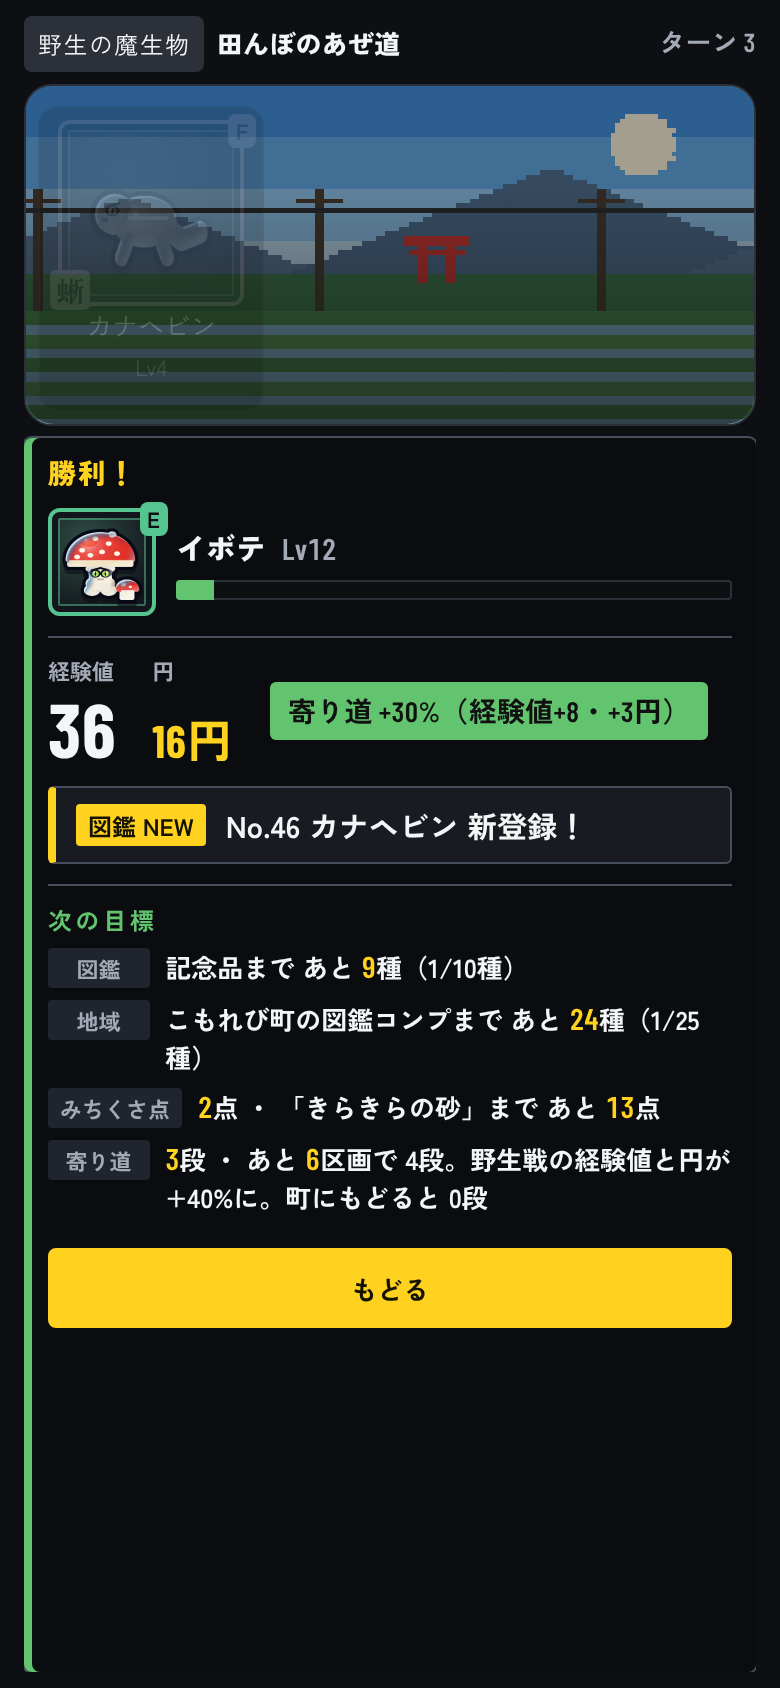 野生の魔生物 田んぼのあぜ道 ターン 3
F
蜥
カナヘビン
Lv4
勝利！
E
イボテ Lv12
経験値 円
36 16円 寄り道 +30%（経験値+8・+3円）
図鑑 NEW No.46 カナヘビン 新登録！
次の目標
図鑑 記念品まで あと 9種（1/10種）
地域 こもれび町の図鑑コンプまで あと 24種（1/25
種）
みちくさ点 2点 ・ 「きらきらの砂」まで あと 13点
寄り道 3段 ・ あと 6区画で 4段。野生戦の経験値と円が
+40%に。町にもどると 0段
もどる